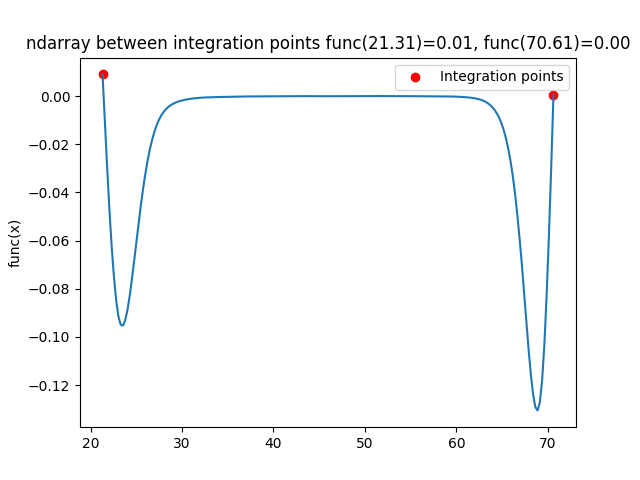 ndarray between integration points func(21.31)=0.01, func(70.61)=0.00
Integration points
func(x)
0.00
−0.02
−0.04
−0.06
−0.08
−0.10
−0.12
20 30 40 50 60 70